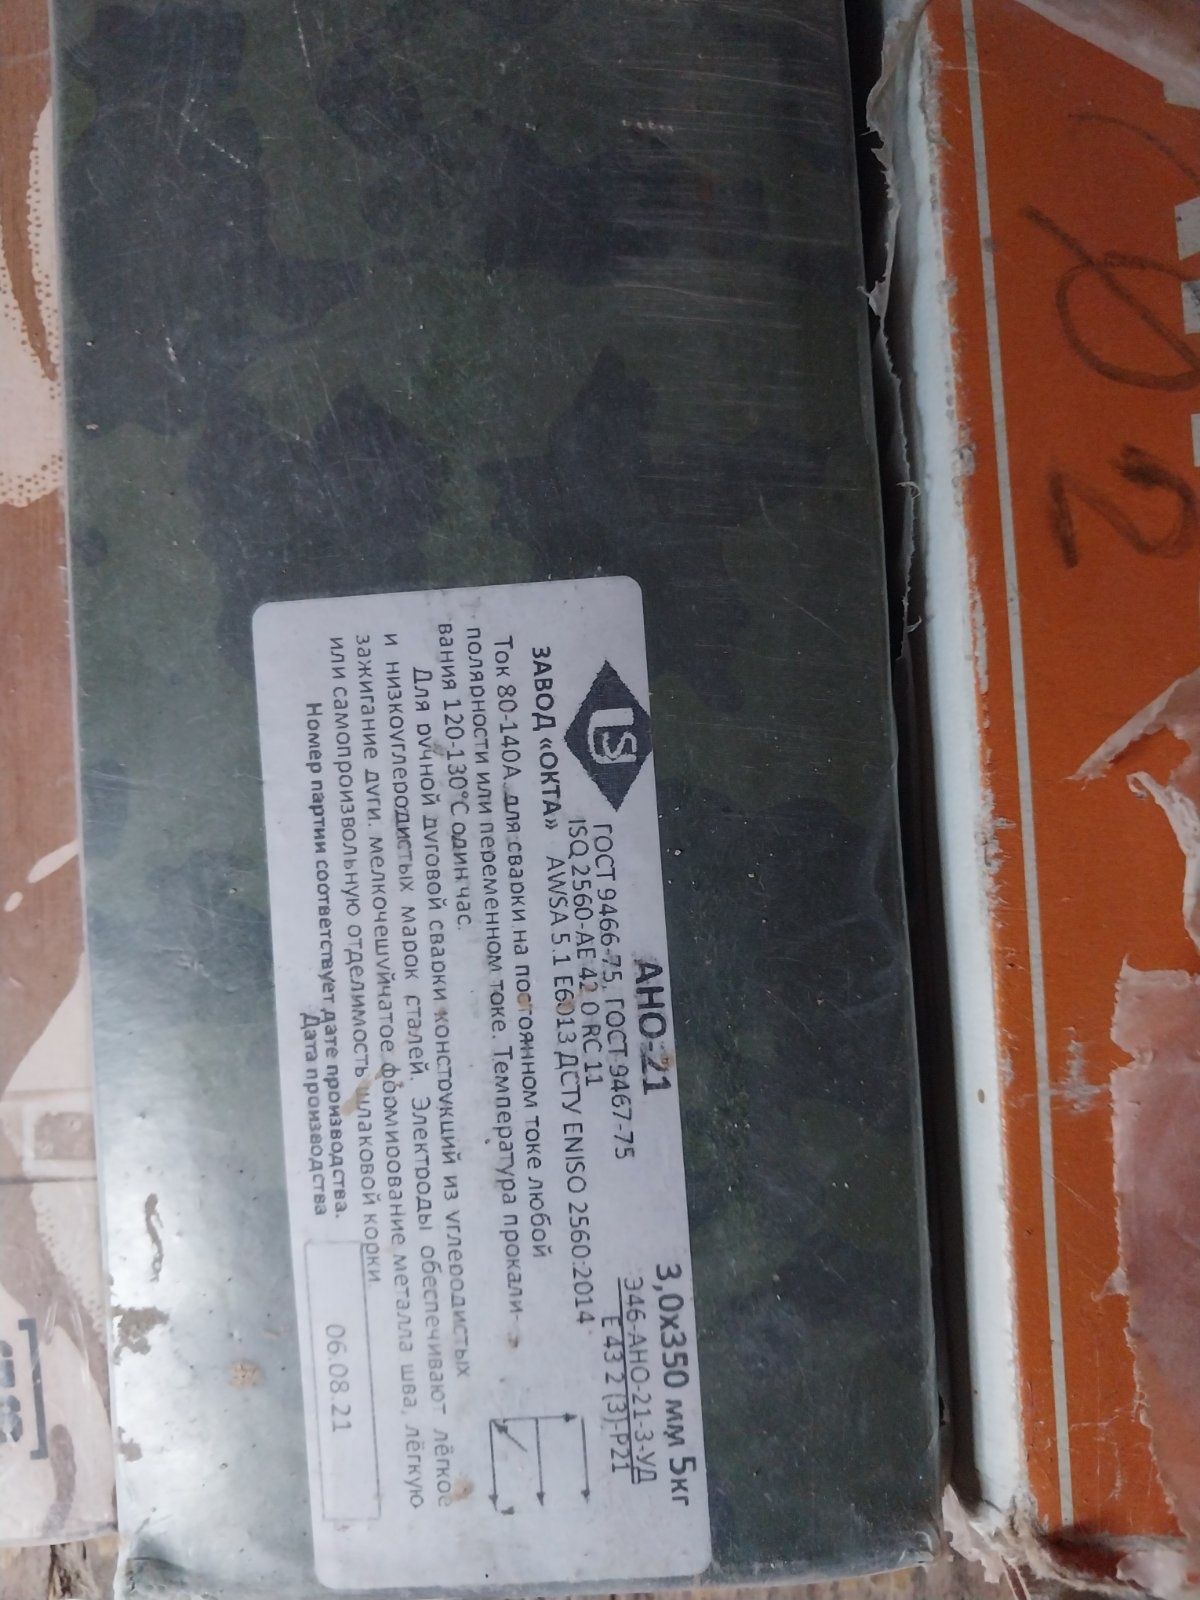 АНО-21
3,0х350 мм 5кг
ГОСТ 9466-75, ГОСТ 9467-75
Э46-АНО-21-3-УД
ISO 2560-AE 42 0 RC 11
Е 43 2 (3)-Р21
ЗАВОД «ОКТА» AWSA 5.1 E6013 ДСТУ ENISO 2560:2014
Ток 80-140А для сварки на постоянном токе любой
полярности или переменном токе. Температура прокали-
вания 120-130°С один час.
Для ручной дуговой сварки конструкций из углеродистых
и низкоуглеродистых марок сталей. Электроды обеспечивают лёгкое
зажигание дуги, мелкочешуйчатое формирование металла шва, лёгкую
или самопроизвольную отделимость шлаковой корки.
Номер партии соответствует дате производства.
Дата производства
06.08.21